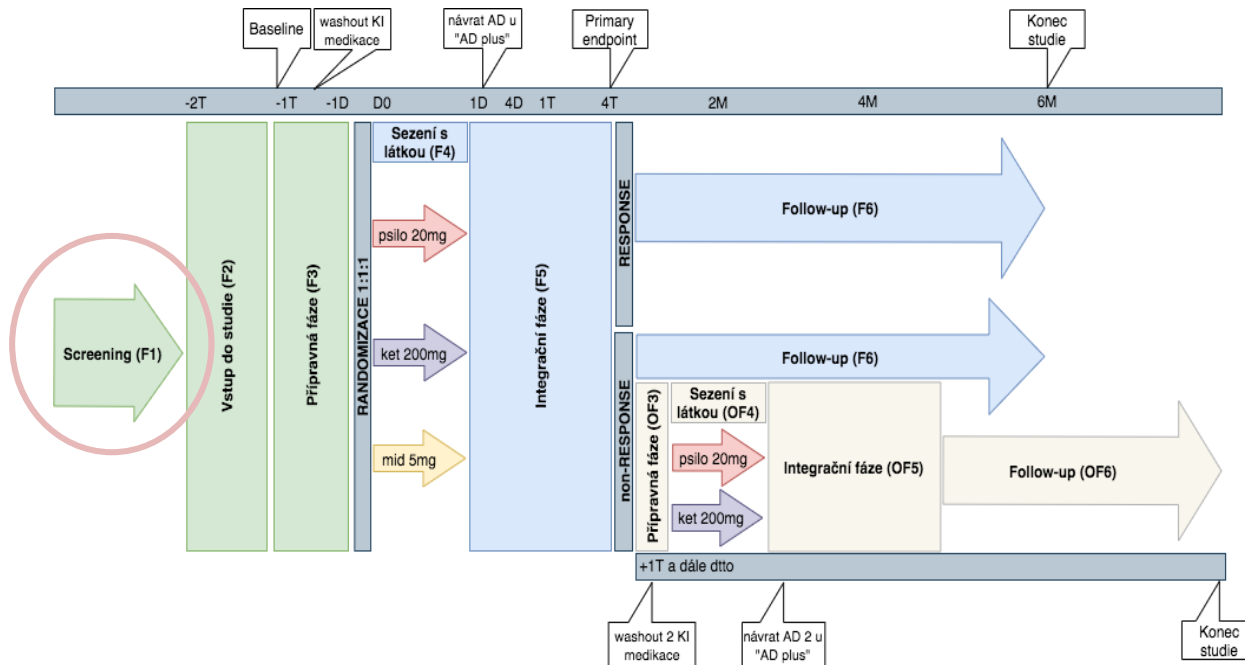 Baseline
washout KI
medikace
návrat AD u
"AD plus"
Primary
endpoint
Konec
studie
-2T
-1T
-1D
D0
1D
4D
1T
4T
2M
4M
6M
Screening (F1)
Vstup do studie (F2)
Přípravná fáze (F3)
RANDOMIZACE 1:1:1
Sezení s
látkou (F4)
psilo 20mg
ket 200mg
mid 5mg
Integrační fáze (F5)
RESPONSE
non-RESPONSE
Follow-up (F6)
Follow-up (F6)
Přípravná fáze (OF3)
Sezení s
látkou (OF4)
psilo 20mg
ket 200mg
Integrační fáze (OF5)
Follow-up (OF6)
+1T a dále dtto
washout 2 KI
medikace
návrat AD 2 u
"AD plus"
Konec
studie